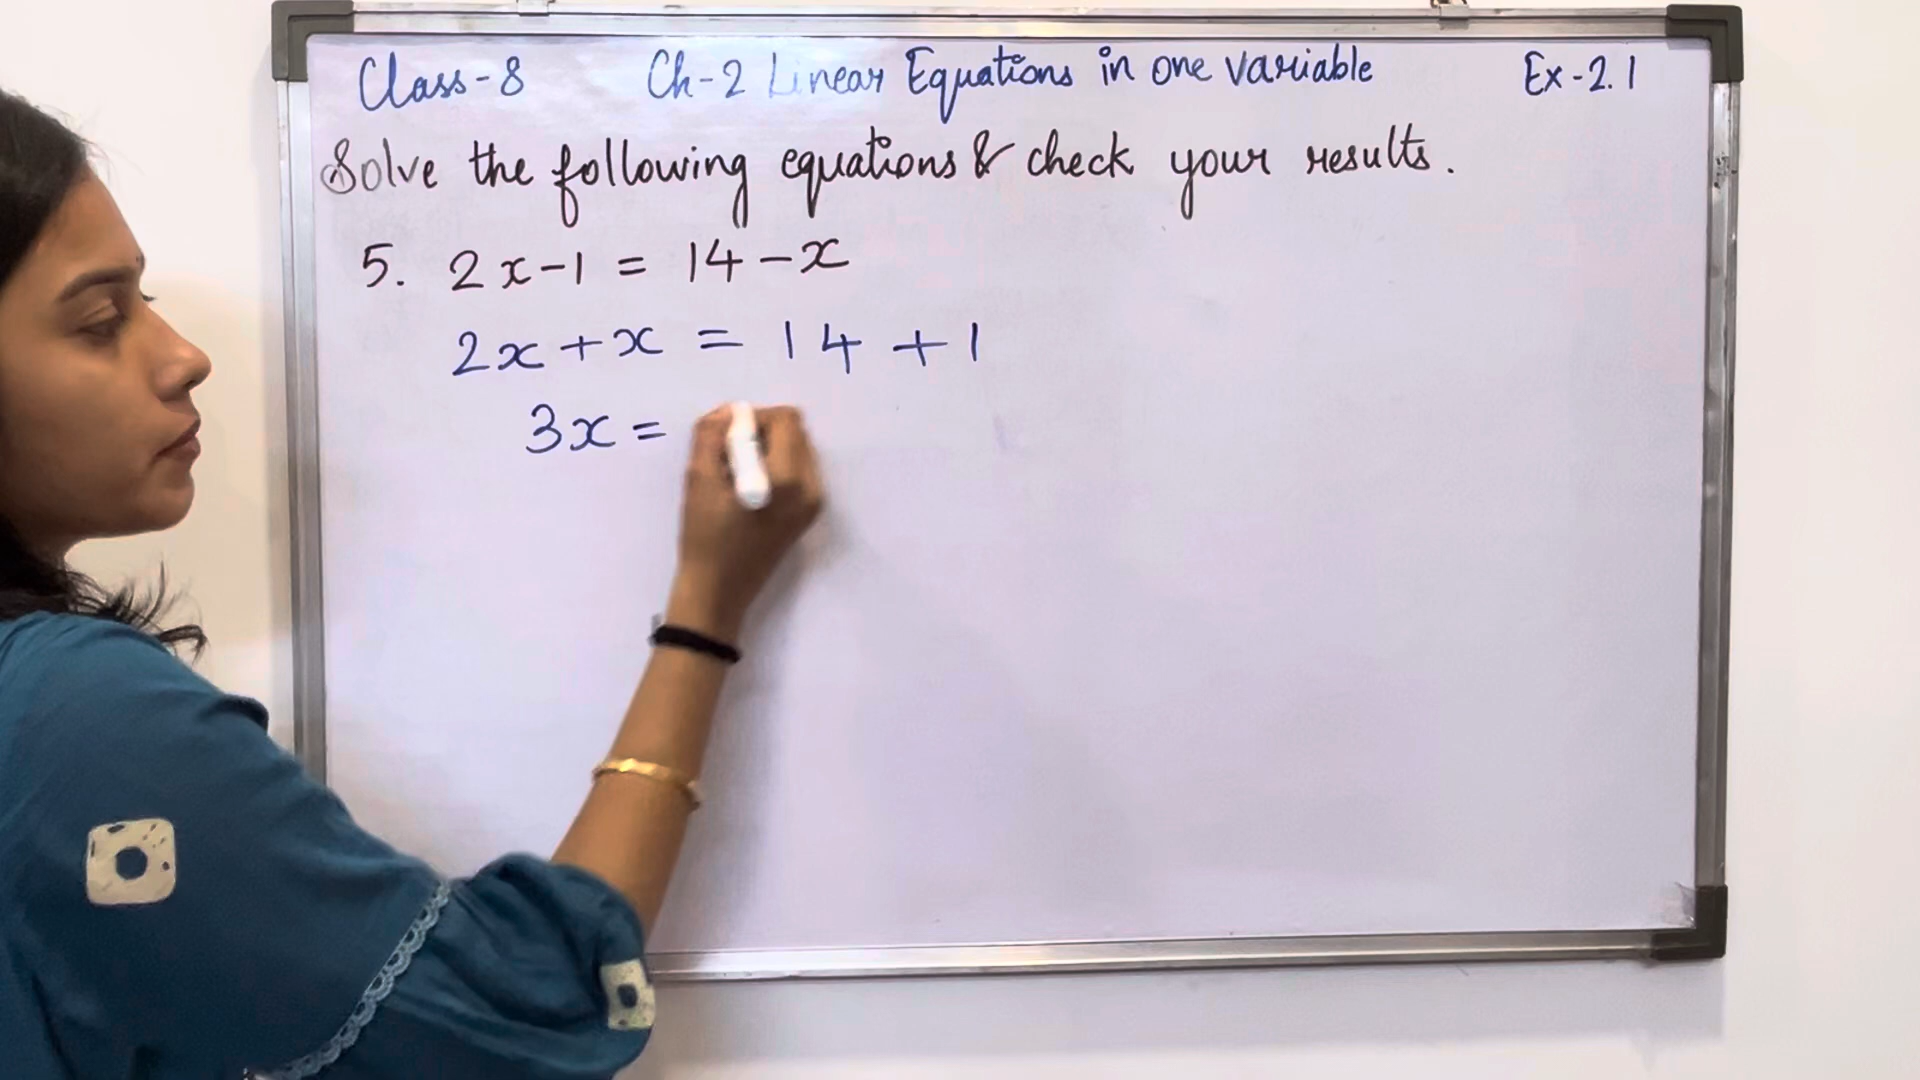 Class-8 Ch-2 Linear Equations in one variable Ex-2.1
Solve the following equations & check your results.
5. 2x-1 = 14-x
2x+x = 14 +1
3x =